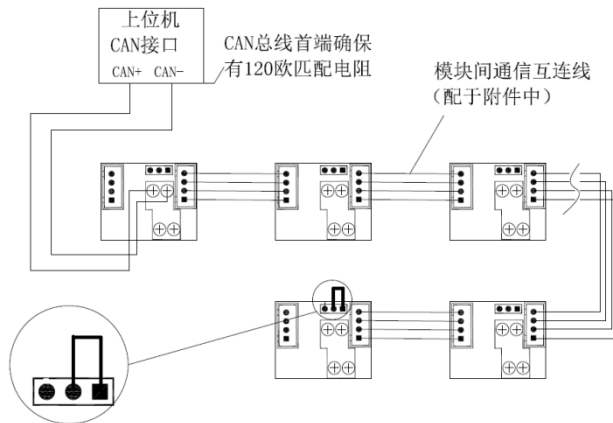 上位机
CAN接口
CAN+ CAN-
CAN总线首端确保
有120欧匹配电阻
模块间通信互连线
（配于附件中）